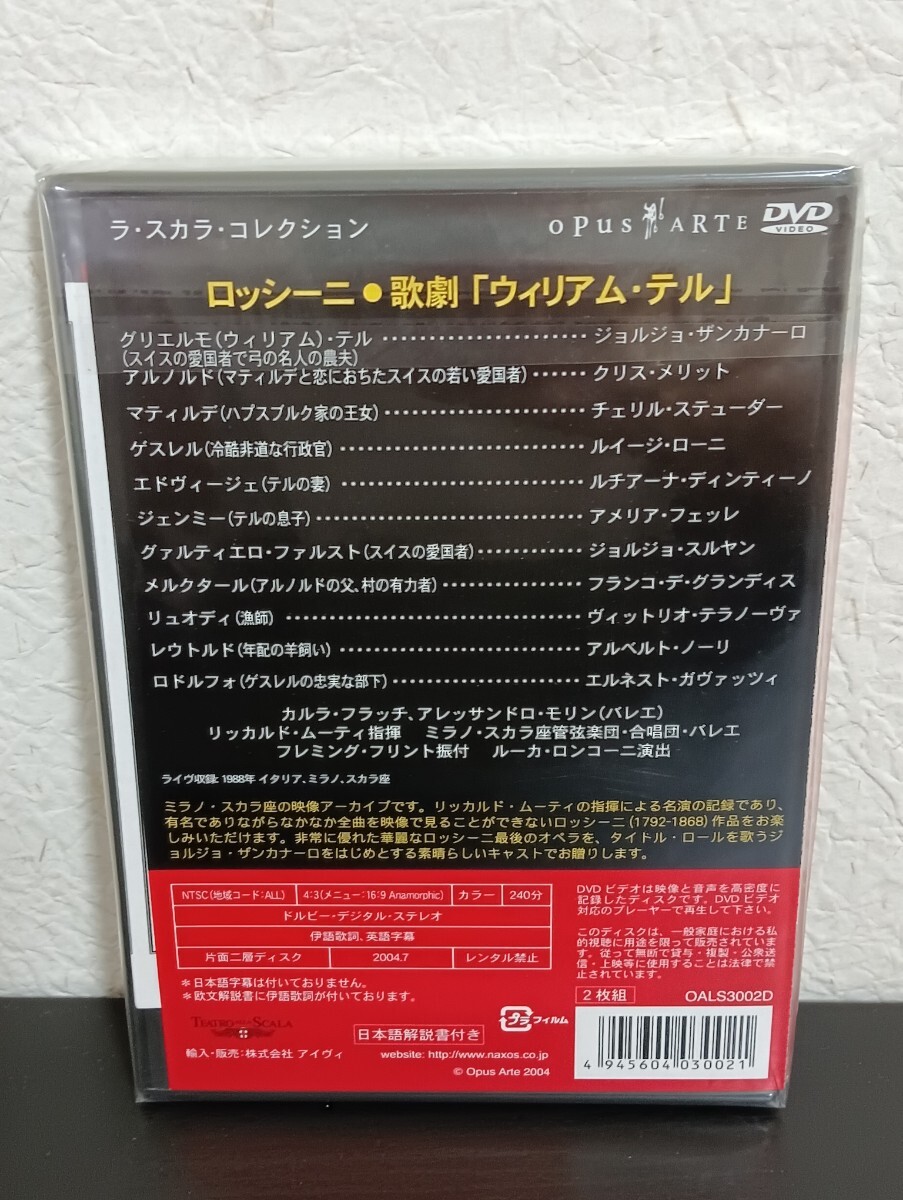 ラ・スカラ・コレクション
OPUS ARTE
DVD
VIDEO
ロッシーニ●歌劇「ウィリアム・テル」
グリエルモ(ウィリアム)・テル ‥‥‥‥‥‥‥‥‥‥‥‥ ジョルジョ・ザンカナーロ
(スイスの愛国者で弓の名人の農夫)
アルノルド(マティルデと恋におちたスイスの若い愛国者)‥‥‥ クリス・メリット
マティルデ(ハプスブルク家の王女)‥‥‥‥‥‥‥‥‥‥‥‥ チェリル・ステューダー
ゲスレル(冷酷非道な行政官)‥‥‥‥‥‥‥‥‥‥‥‥‥‥ ルイージ・ローニ
エドヴィージェ(テルの妻)‥‥‥‥‥‥‥‥‥‥‥‥‥‥ ルチアーナ・ディンティーノ
ジェンミー(テルの息子)‥‥‥‥‥‥‥‥‥‥‥‥‥‥‥‥ アメリア・フェッレ
グァルティエロ・ファルスト(スイスの愛国者)‥‥‥‥‥‥ ジョルジョ・スルヤン
メルクタール(アルノルドの父、村の有力者)‥‥‥‥‥‥‥‥ フランコ・デ・グランディス
リュオディ(漁師)‥‥‥‥‥‥‥‥‥‥‥‥‥‥‥‥‥‥ ヴィットリオ・テラノーヴァ
レウトルド(年配の羊飼い)‥‥‥‥‥‥‥‥‥‥‥‥‥‥ アルベルト・ノーリ
ロドルフォ(ゲスレルの忠実な部下)‥‥‥‥‥‥‥‥‥‥‥ エルネスト・ガヴァッツィ
カルラ・フラッチ、アレッサンドロ・モリン(バレエ)
リッカルド・ムーティ指揮 ミラノ・スカラ座管弦楽団・合唱団・バレエ
フレミング・フリント振付 ルーカ・ロンコーニ演出
ライヴ収録: 1988年 イタリア、ミラノ、スカラ座
ミラノ・スカラ座の映像アーカイブです。リッカルド・ムーティの指揮による名演の記録であり、
有名でありながらなかなか全曲を映像で見ることができないロッシーニ(1792-1868)作品をお楽
しみいただけます。非常に優れた華麗なロッシーニ最後のオペラを、タイトル・ロールを歌うジ
ョルジョ・ザンカナーロをはじめとする素晴らしいキャストでお贈りします。
NTSC(地域コード:ALL) 4:3(メニュー:16:9 Anamorphic) カラー 240分
ドルビー・デジタル・ステレオ
伊語歌詞、英語字幕
片面二層ディスク 2004.7 レンタル禁止
＊日本語字幕は付いておりません。
＊欧文解説書に伊語歌詞が付いております。
TEATRO ALLA SCALA
日本語解説書付き
プラ フィルム
輸入・販売:株式会社 アイヴィ
website: http://www.naxos.co.jp
© Opus Arte 2004
DVDビデオは映像と音声を高密度に
記録したディスクです。DVDビデオ
対応のプレーヤーで再生して下さい。
このディスクは、一般家庭における私
的視聴に用途を限って販売されていま
す。従って無断で貸与・複製・公衆送
信・上映等に使用することは法律で禁
止されています。
2枚組
OALS3002D
4 945604 030021